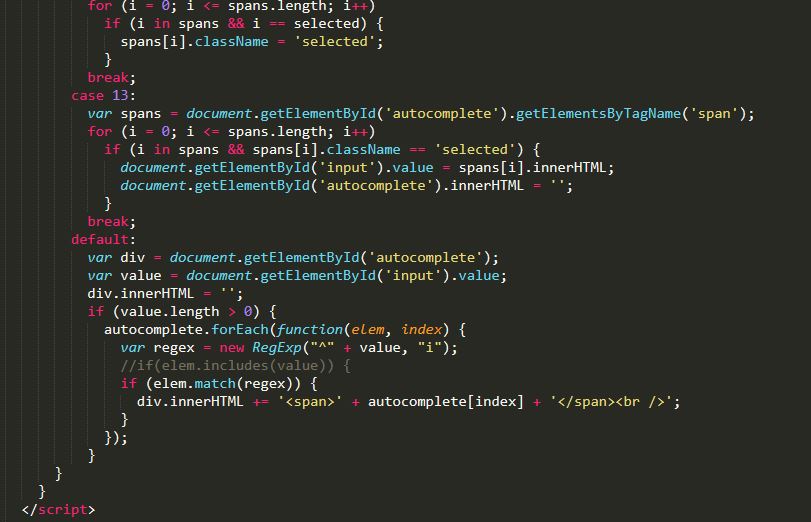 for (i = 0; i <= spans.length; i++)
if (i in spans && i == selected) {
spans[i].className = 'selected';
}
break;
case 13:
var spans = document.getElementById('autocomplete').getElementsByTagName('span');
for (i = 0; i <= spans.length; i++)
if (i in spans && spans[i].className == 'selected') {
document.getElementById('input').value = spans[i].innerHTML;
document.getElementById('autocomplete').innerHTML = '';
}
break;
default:
var div = document.getElementById('autocomplete');
var value = document.getElementById('input').value;
div.innerHTML = '';
if (value.length > 0) {
autocomplete.forEach(function(elem, index) {
var regex = new RegExp("^" + value, "i");
//if(elem.includes(value)) {
if (elem.match(regex)) {
div.innerHTML += '<span>' + autocomplete[index] + '</span><br />';
}
});
}
}
}
</script>